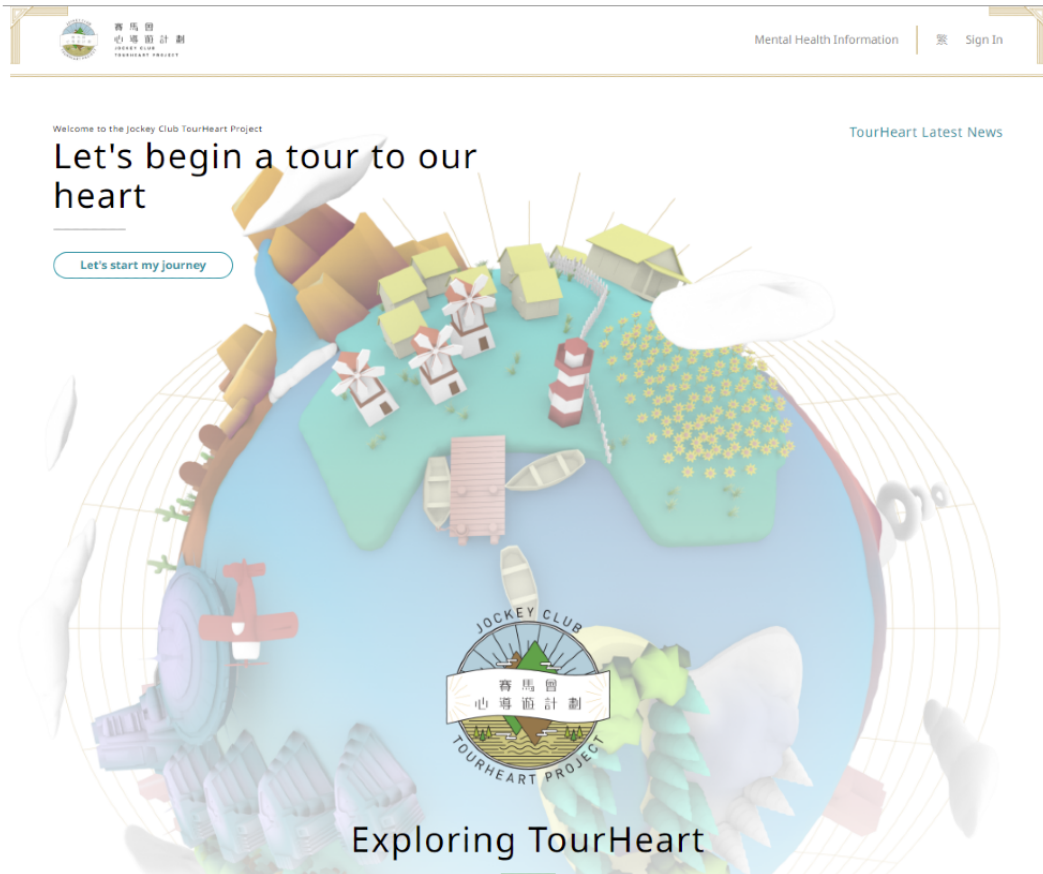 賽馬會
心導遊計劃
JOCKEY CLUB
TOURHEART PROJECT
Mental Health Information
繁
Sign In
Welcome to the Jockey Club TourHeart Project
Let's begin a tour to our
heart
TourHeart Latest News
Let's start my journey
JOCKEY CLUB
賽馬會
心導遊計劃
TOURHEART PROJECT
Exploring TourHeart